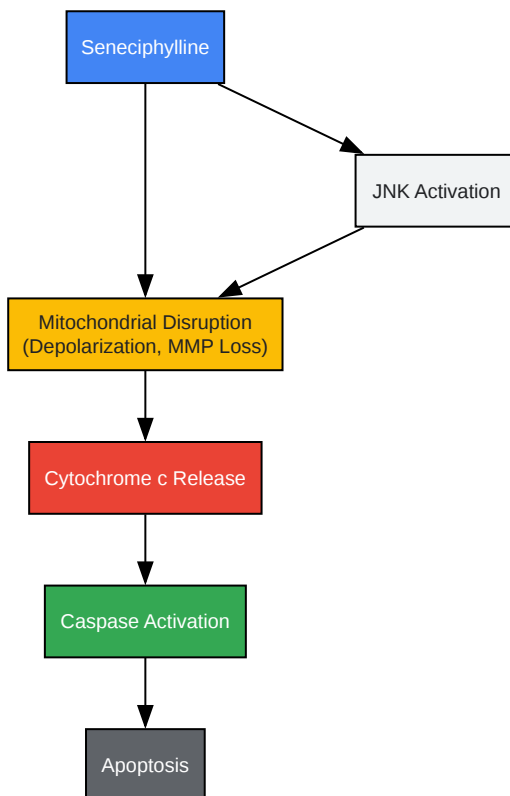 Seneciphylline
JNK Activation
Mitochondrial Disruption
(Depolarization, MMP Loss)
Cytochrome c Release
Caspase Activation
Apoptosis